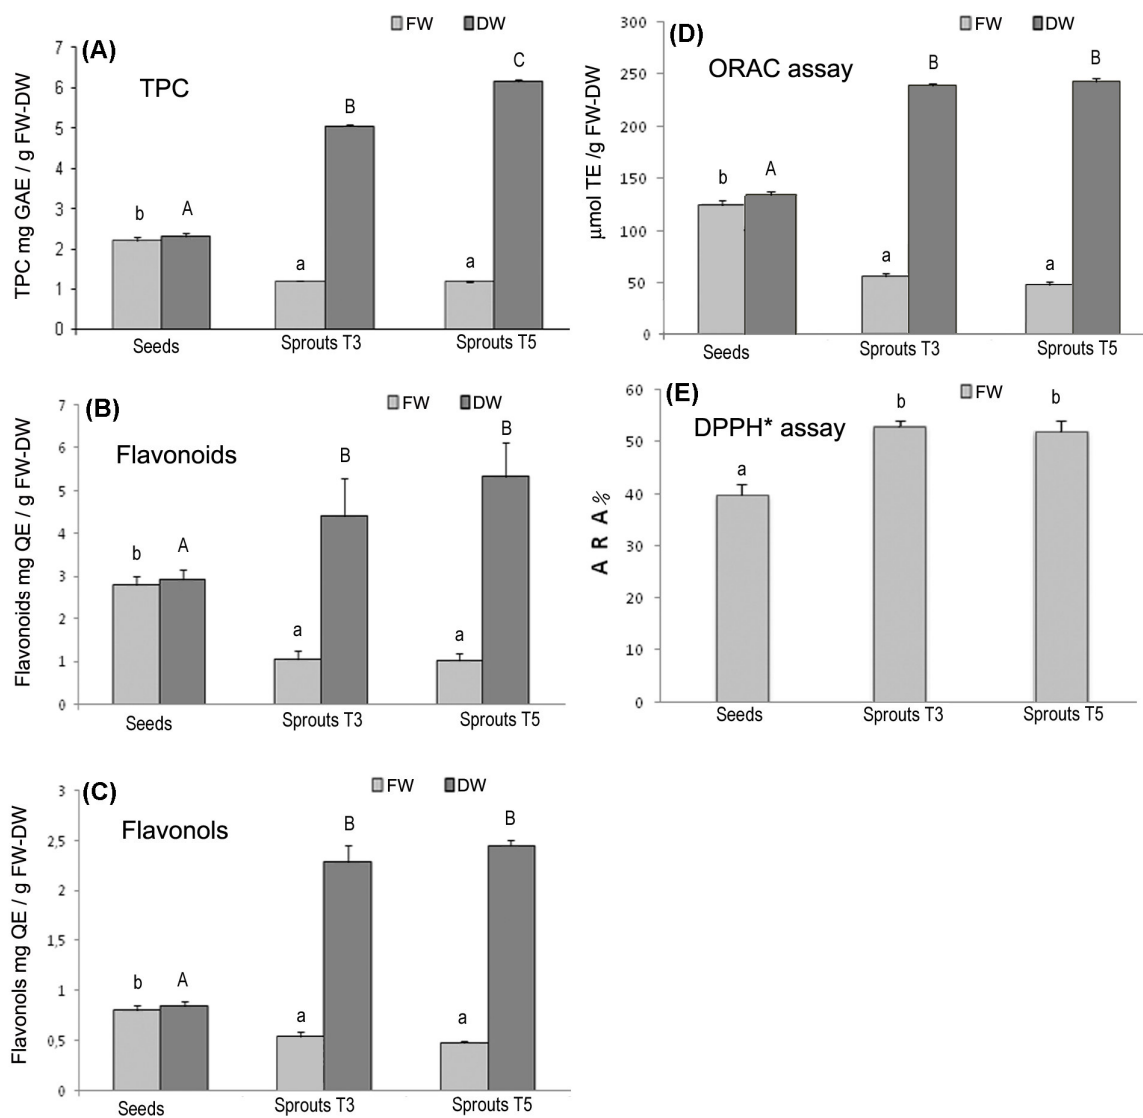 (A)
FW DW
TPC
TPC mg GAE / g FW-DW
7
6
5
4
3
2
1
0
b A
a B
a C
Seeds Sprouts T3 Sprouts T5
(B)
FW DW
Flavonoids
Flavonoids mg QE / g FW-DW
7
6
5
4
3
2
1
0
b A
a B
a B
Seeds Sprouts T3 Sprouts T5
(C)
FW DW
Flavonols
Flavonols mg QE / g FW-DW
3
2,5
2
1,5
1
0,5
0
b A
a B
a B
Seeds Sprouts T3 Sprouts T5
(D)
FW DW
ORAC assay
µmol TE /g FW-DW
300
250
200
150
100
50
0
b A
a B
a B
Seeds Sprouts T3 Sprouts T5
(E)
FW
DPPH* assay
A R A %
60
50
40
30
20
10
0
a b b
Seeds Sprouts T3 Sprouts T5